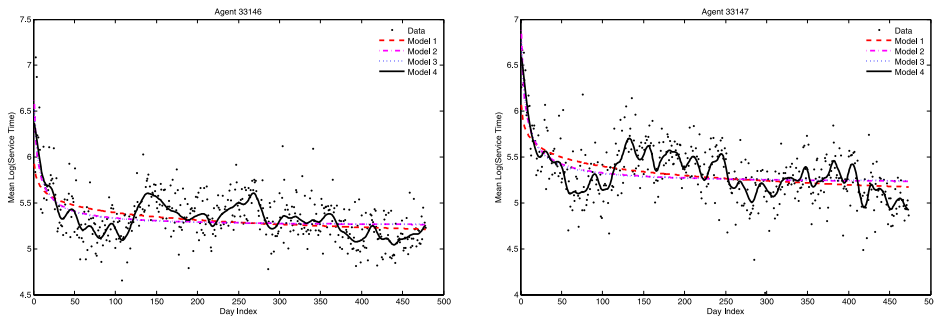 Agent 33146
7.5
7
6.5
6
5.5
5
4.5
0 50 100 150 200 250 300 350 400 450 500
Day Index
Mean Log(Service Time)
Data
Model 1
Model 2
Model 3
Model 4
Agent 33147
7
6.5
6
5.5
5
4.5
4
0 50 100 150 200 250 300 350 400 450 500
Day Index
Mean Log(Service Time)
Data
Model 1
Model 2
Model 3
Model 4